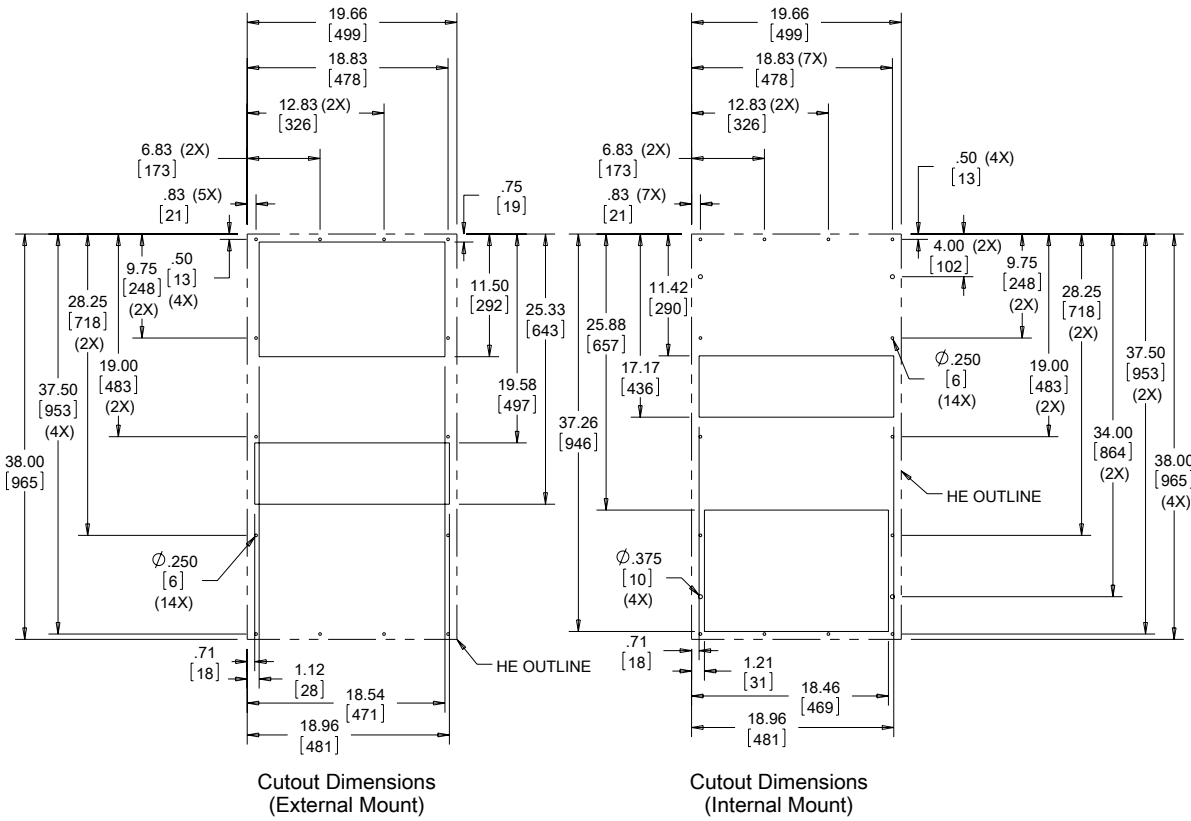 19.66
[499]
18.83
[478]
12.83 (2X)
[326]
6.83 (2X)
[173]
.83 (5X)
[21]
.75
[19]
.50
[13]
(4X)
9.75
[248]
(2X)
28.25
[718]
(2X)
19.00
[483]
(2X)
37.50
[953]
(4X)
38.00
[965]
11.50
[292]
25.33
[643]
19.58
[497]
Ø.250
[6]
(14X)
.71
[18]
1.12
[28]
18.54
[471]
18.96
[481]
HE OUTLINE
Cutout Dimensions
(External Mount)
19.66
[499]
18.83 (7X)
[478]
12.83 (2X)
[326]
6.83 (2X)
[173]
.83 (7X)
[21]
.50 (4X)
[13]
4.00 (2X)
[102]
9.75
[248]
(2X)
28.25
[718]
(2X)
11.42
[290]
25.88
[657]
17.17
[436]
37.26
[946]
Ø.250
[6]
(14X)
19.00
[483]
(2X)
37.50
[953]
(2X)
34.00
[864]
(2X)
38.00
[965]
(4X)
HE OUTLINE
Ø.375
[10]
(4X)
.71
[18]
1.21
[31]
18.46
[469]
18.96
[481]
Cutout Dimensions
(Internal Mount)